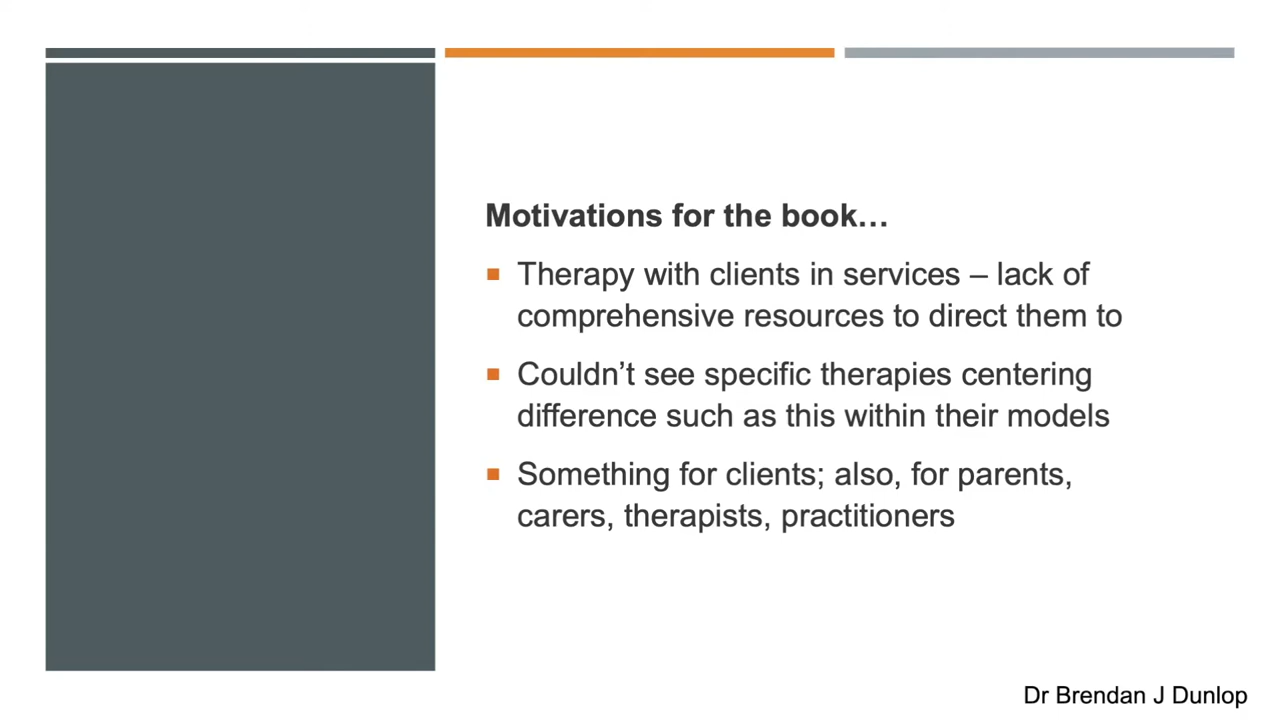 Motivations for the book…
Therapy with clients in services – lack of
comprehensive resources to direct them to
Couldn’t see specific therapies centering
difference such as this within their models
Something for clients; also, for parents,
carers, therapists, practitioners
Dr Brendan J Dunlop